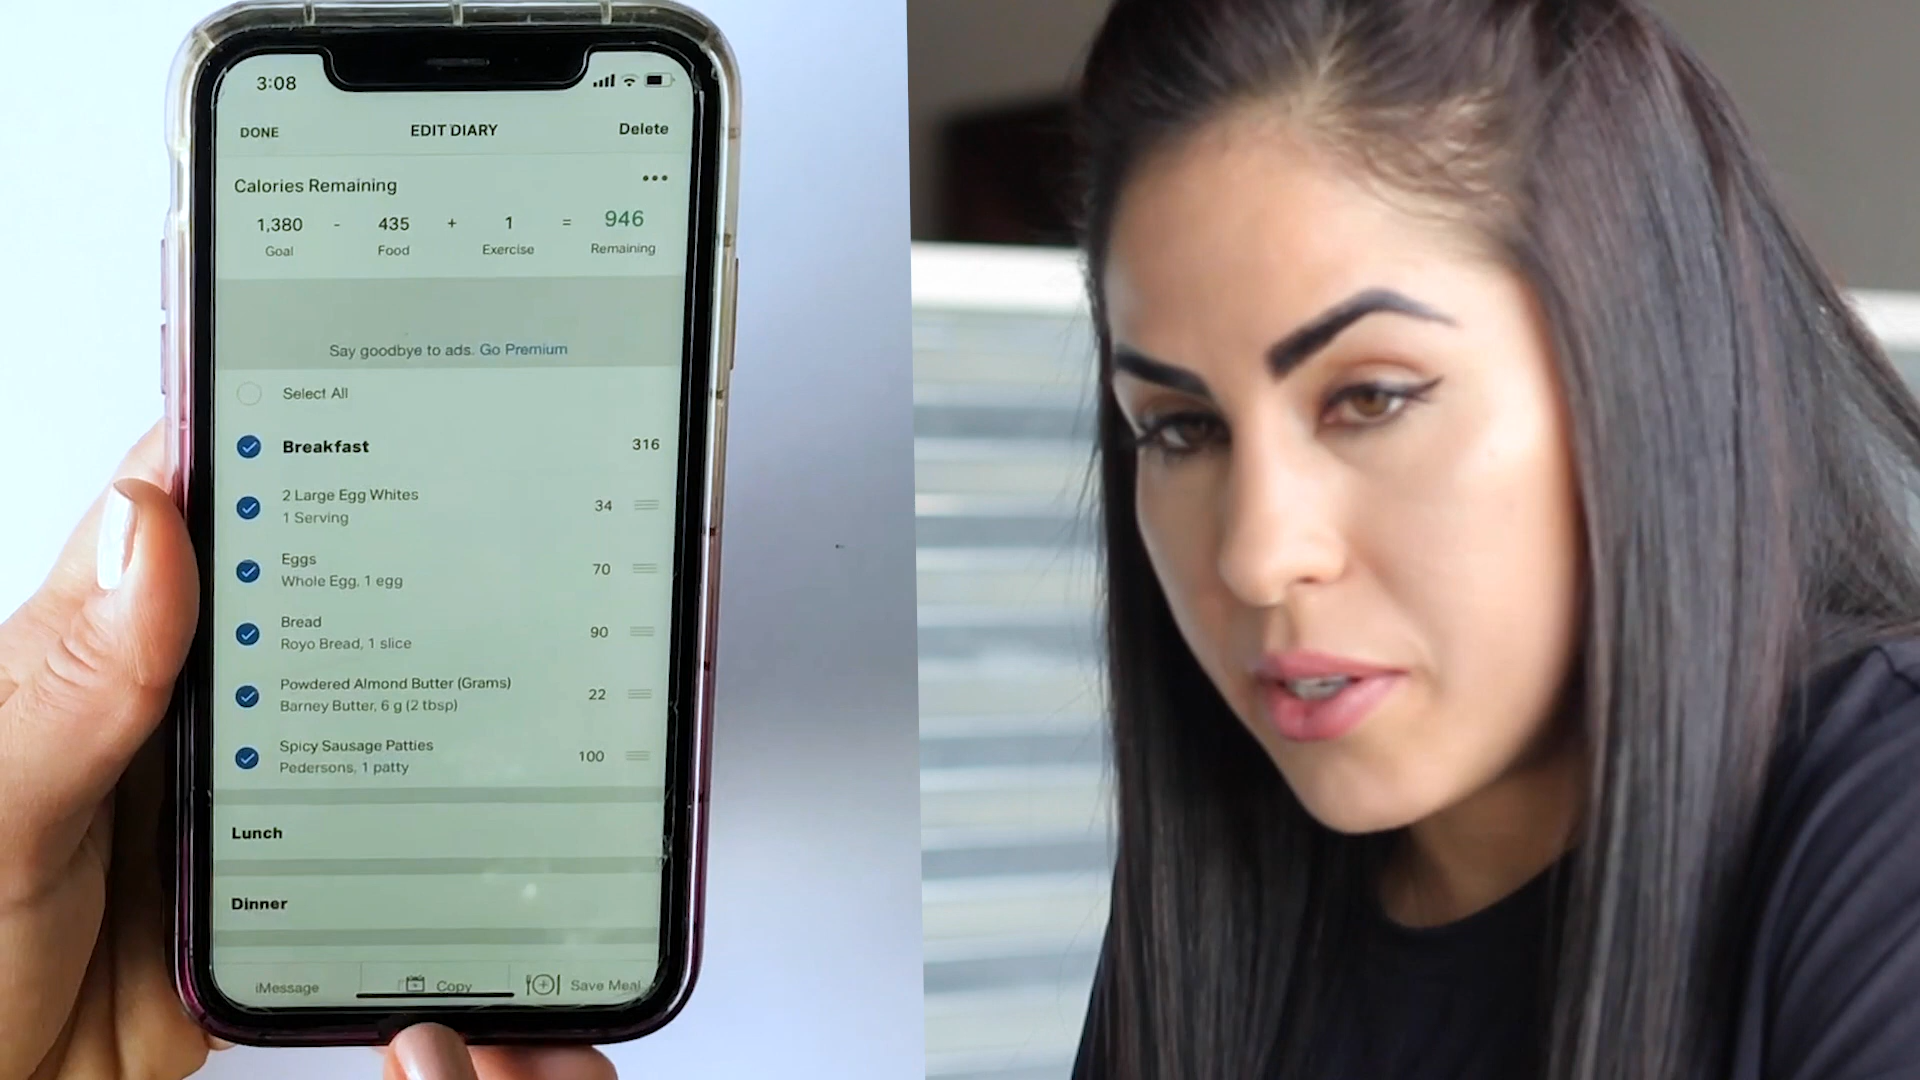 3:08
DONE EDIT DIARY Delete
Calories Remaining
1,380 - 435 + 1 = 946
Goal Food Exercise Remaining
Say goodbye to ads. Go Premium
Select All
Breakfast 316
2 Large Egg Whites
1 Serving 34
Eggs
Whole Egg, 1 egg 70
Bread
Royo Bread, 1 slice 90
Powdered Almond Butter (Grams)
Barney Butter, 6 g (2 tbsp) 22
Spicy Sausage Patties
Pedersons, 1 patty 100
Lunch
Dinner
iMessage Copy Save Meal